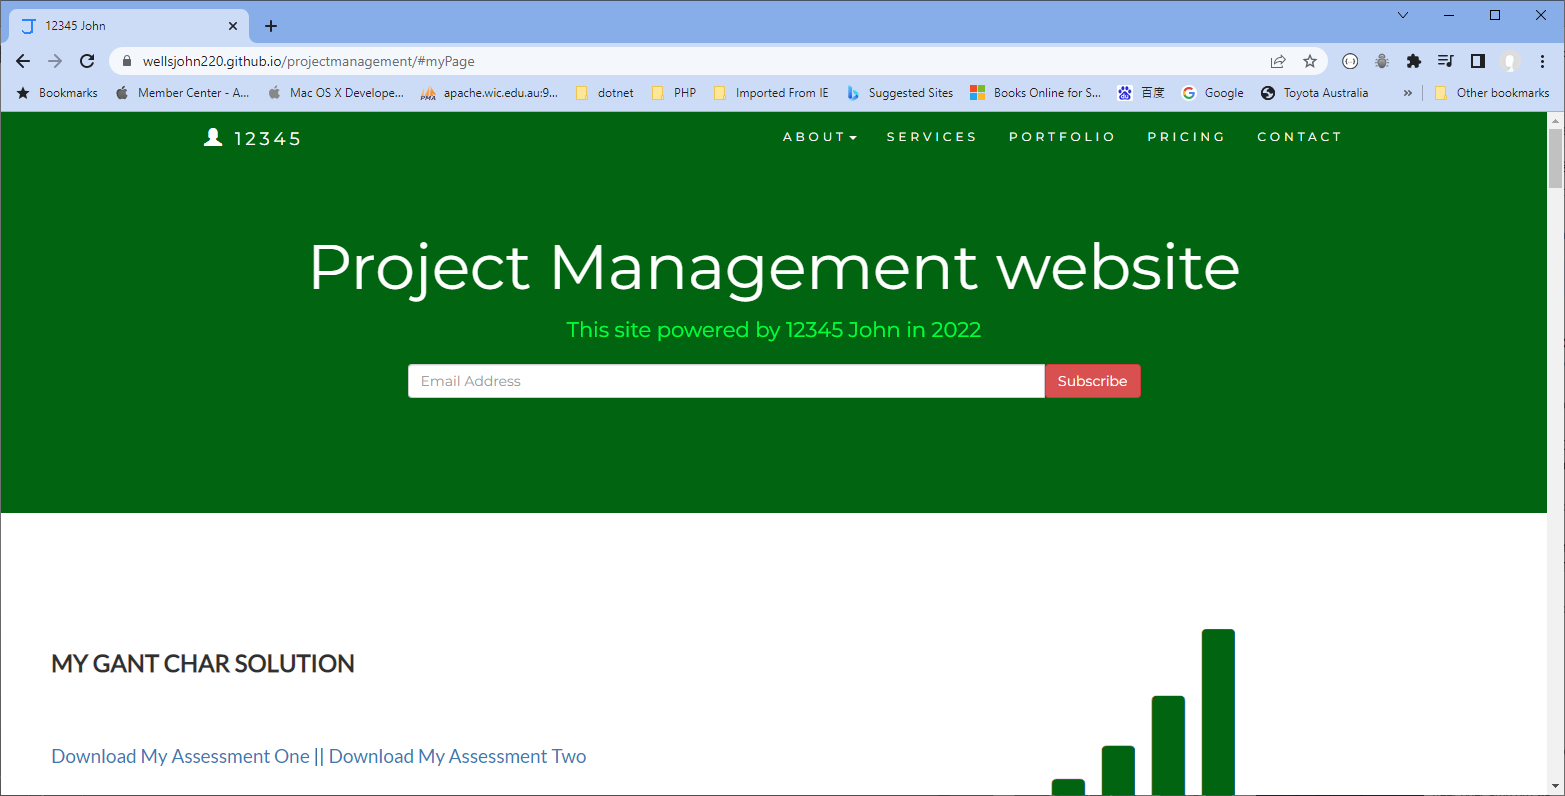 12345 John
wellsjohn220.github.io/projectmanagement/#myPage
Bookmarks Member Center - A... Mac OS X Develope... PMA apache.wic.edu.au:9... dotnet PHP Imported From IE Suggested Sites Books Online for S... 百度 Google Toyota Australia » Other bookmarks
12345 ABOUT SERVICES PORTFOLIO PRICING CONTACT
Project Management website
This site powered by 12345 John in 2022
Email Address Subscribe
MY GANT CHAR SOLUTION
Download My Assessment One || Download My Assessment Two